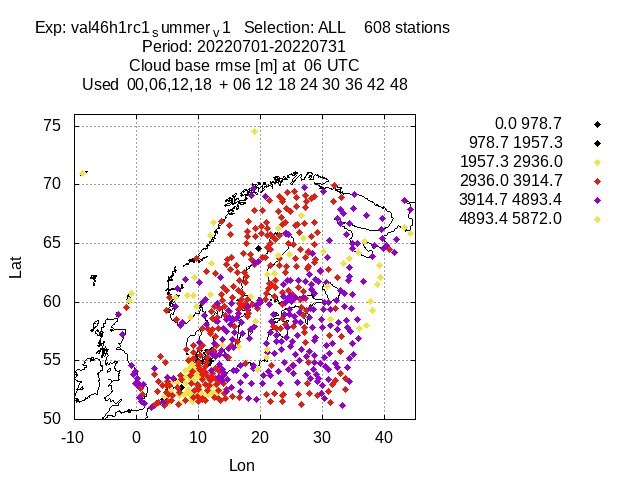 Exp: val46h1rc1summerv1 Selection: ALL 608 stations
Period: 20220701-20220731
Cloud base rmse [m] at 06 UTC
Used 00,06,12,18 + 06 12 18 24 30 36 42 48
0.0 978.7
978.7 1957.3
1957.3 2936.0
2936.0 3914.7
3914.7 4893.4
4893.4 5872.0
75
70
65
60
55
50
Lat
-10 0 10 20 30 40
Lon